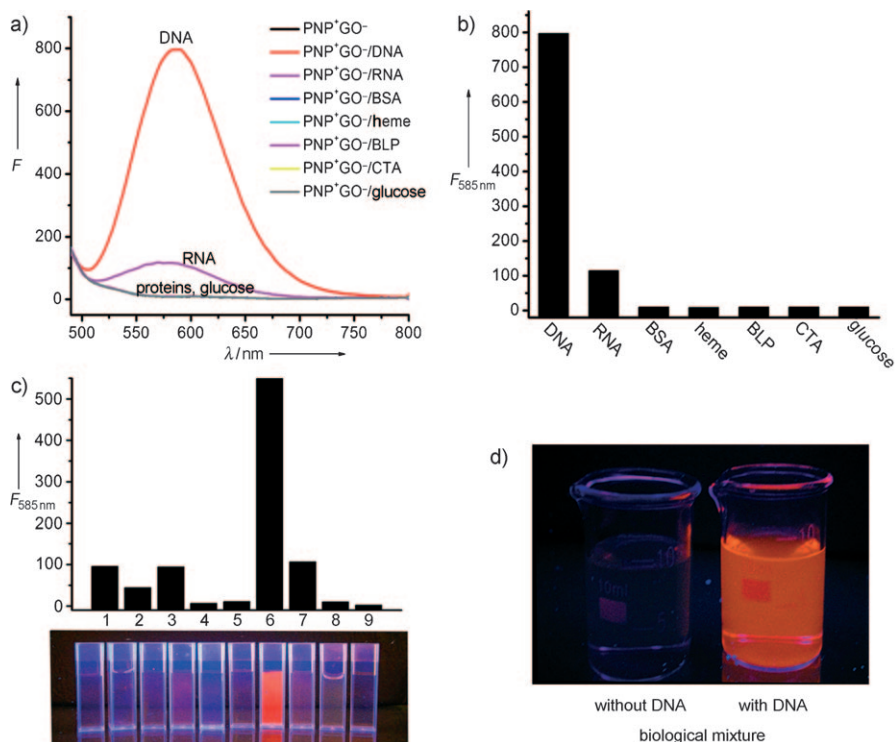 a)
F
800
600
400
200
0
500 550 600 650 700 750 800
λ/nm
DNA
RNA
proteins, glucose
PNP⁺GO⁻
PNP⁺GO⁻/DNA
PNP⁺GO⁻/RNA
PNP⁺GO⁻/BSA
PNP⁺GO⁻/heme
PNP⁺GO⁻/BLP
PNP⁺GO⁻/CTA
PNP⁺GO⁻/glucose
b)
F585 nm
800
700
600
500
400
300
200
100
0
DNA RNA BSA heme BLP CTA glucose
c)
F585 nm
500
400
300
200
100
0
1 2 3 4 5 6 7 8 9
d)
10ml
10
without DNA with DNA
biological mixture